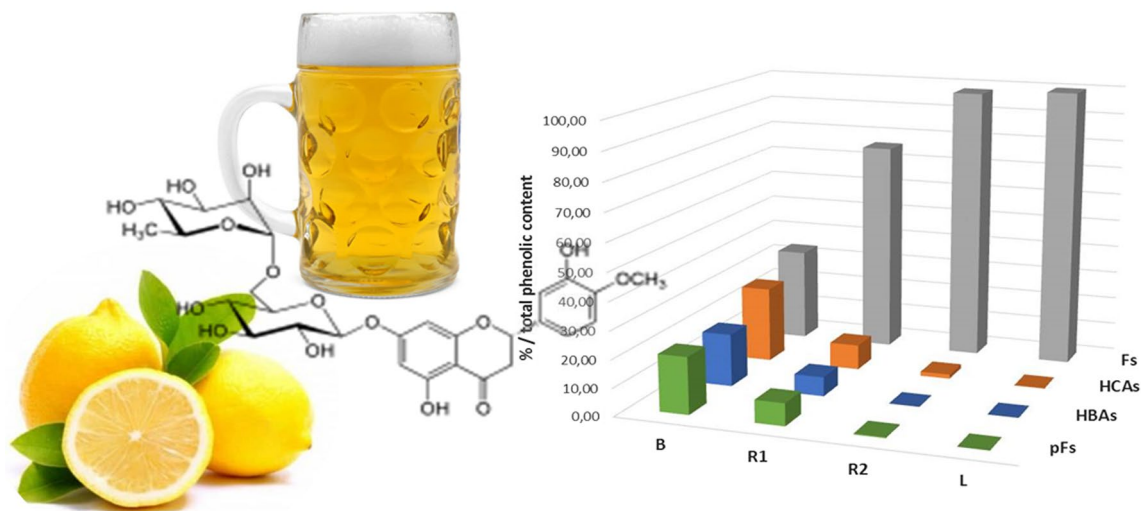 OH
HO
HO
H₃C
O
O
HO
HO
O
OH
O
O
O
OH
OH
OCH₃
% / total phenolic content
100,00
90,00
80,00
70,00
60,00
50,00
40,00
30,00
20,00
10,00
0,00
B
R1
R2
L
Fs
HCAs
HBAs
pFs